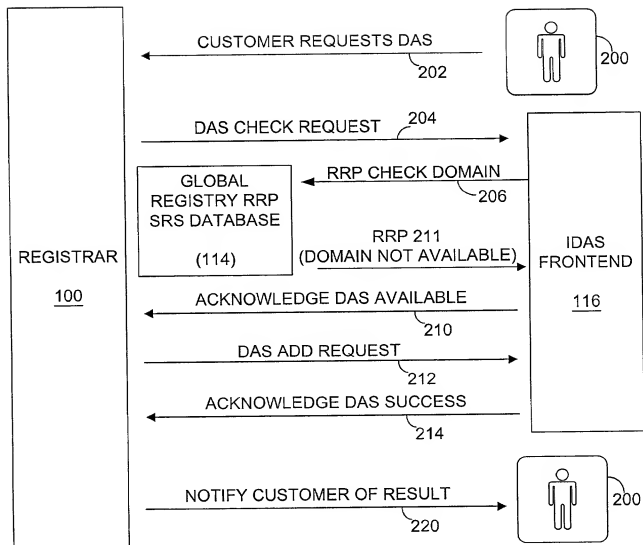 CUSTOMER REQUESTS DAS
202
200
DAS CHECK REQUEST
204
GLOBAL
REGISTRY RRP
SRS DATABASE
(114)
RRP CHECK DOMAIN
206
RRP 211
(DOMAIN NOT AVAILABLE)
REGISTRAR
100
IDAS
FRONTEND
116
ACKNOWLEDGE DAS AVAILABLE
210
DAS ADD REQUEST
212
ACKNOWLEDGE DAS SUCCESS
214
NOTIFY CUSTOMER OF RESULT
220
200